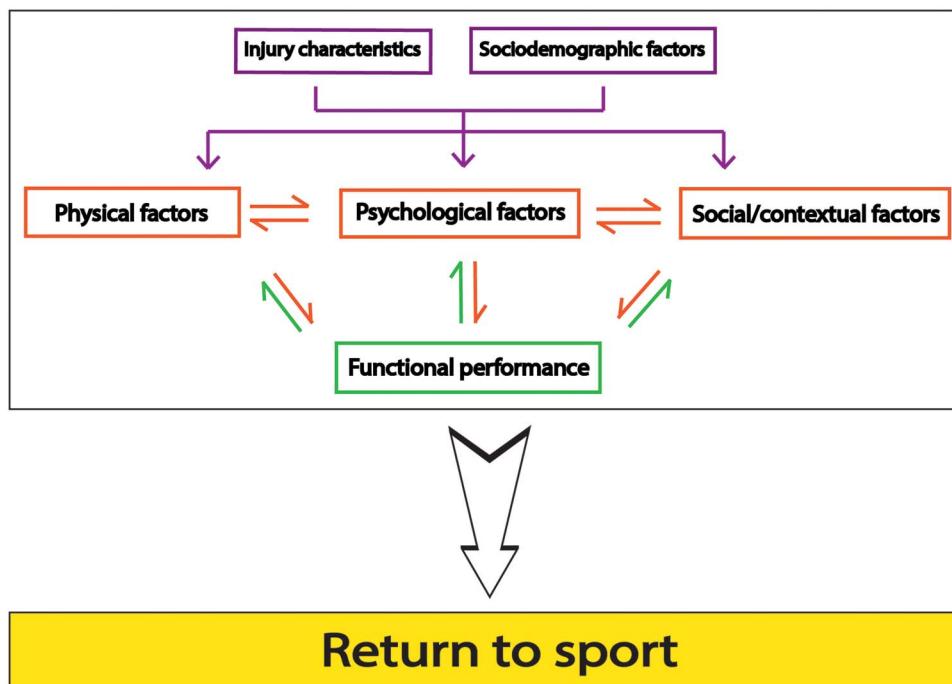 Injury characteristics
Sociodemographic factors
Physical factors
Psychological factors
Social/contextual factors
Functional performance
Return to sport